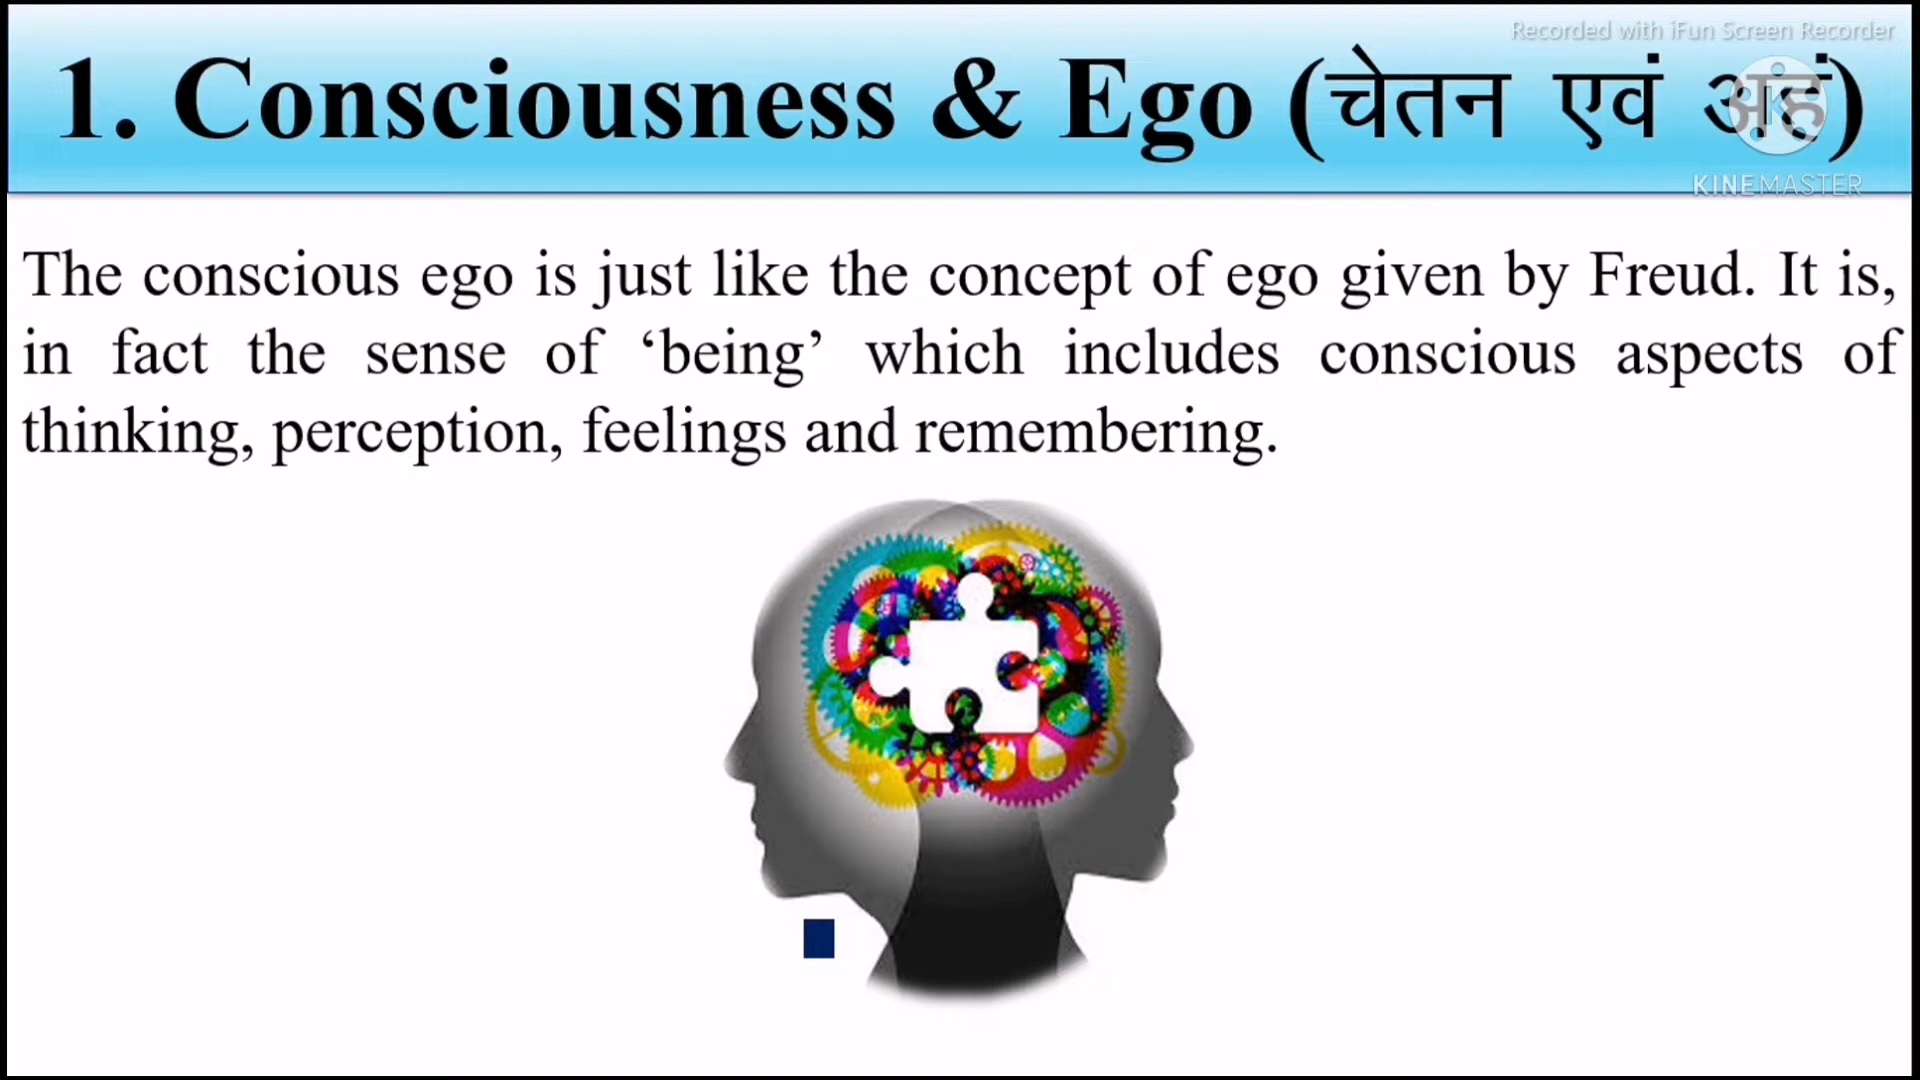 Recorded with iFun Screen Recorder
1. Consciousness & Ego (चेतन एवं अहं)
KINEMASTER
The conscious ego is just like the concept of ego given by Freud. It is,
in fact the sense of ‘being’ which includes conscious aspects of
thinking, perception, feelings and remembering.